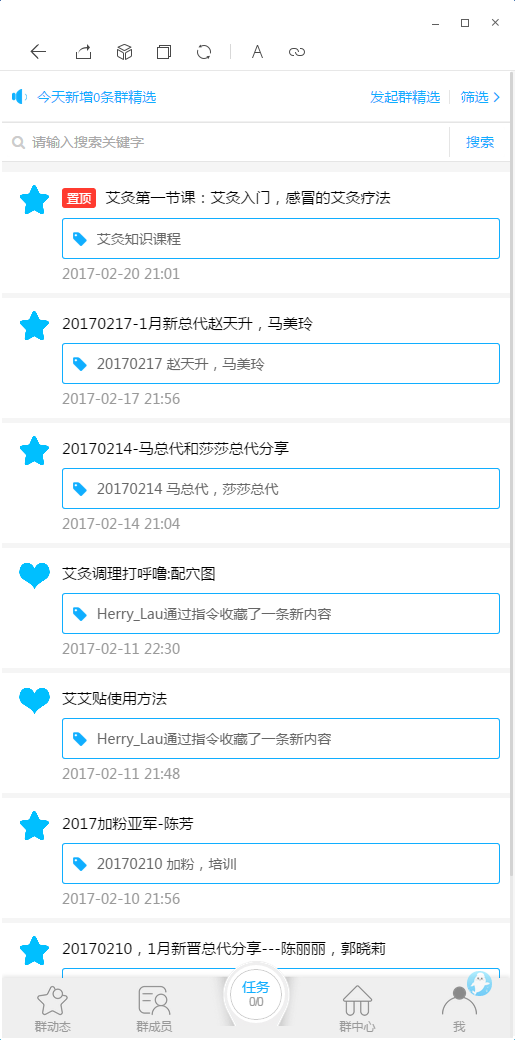 A
今天新增0条群精选 发起群精选 筛选
请输入搜索关键字 搜索
置顶 艾灸第一节课：艾灸入门，感冒的艾灸疗法
艾灸知识课程
2017-02-20 21:01
20170217-1月新总代赵天升，马美玲
20170217 赵天升，马美玲
2017-02-17 21:56
20170214-马总代和莎莎总代分享
20170214 马总代，莎莎总代
2017-02-14 21:04
艾灸调理打呼噜:配穴图
Herry_Lau通过指令收藏了一条新内容
2017-02-11 22:30
艾艾贴使用方法
Herry_Lau通过指令收藏了一条新内容
2017-02-11 21:48
2017加粉亚军-陈芳
20170210 加粉，培训
2017-02-10 21:56
20170210，1月新晋总代分享---陈丽丽，郭晓莉
任务
0/0
群动态 群成员 群中心 我